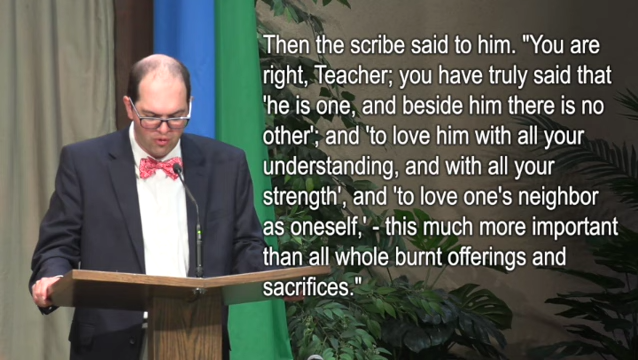 Then the scribe said to him. "You are
right, Teacher; you have truly said that
'he is one, and beside him there is no
other'; and 'to love him with all your
understanding, and with all your
strength', and 'to love one's neighbor
as oneself,' - this much more important
than all whole burnt offerings and
sacrifices."